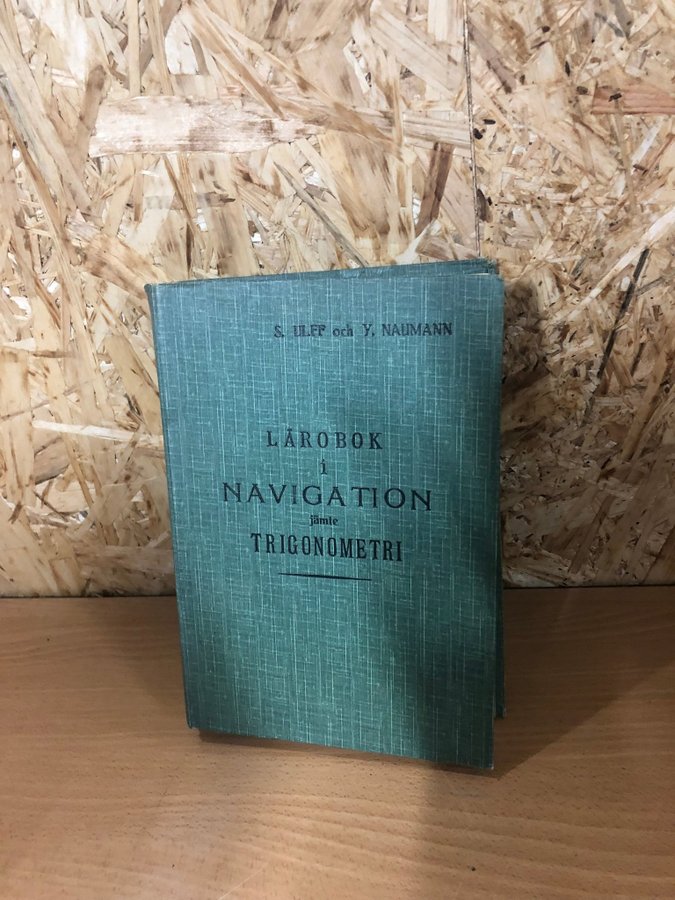 S. ULFF och Y. NAUMANN
LÄROBOK
i
NAVIGATION
jämte
TRIGONOMETRI